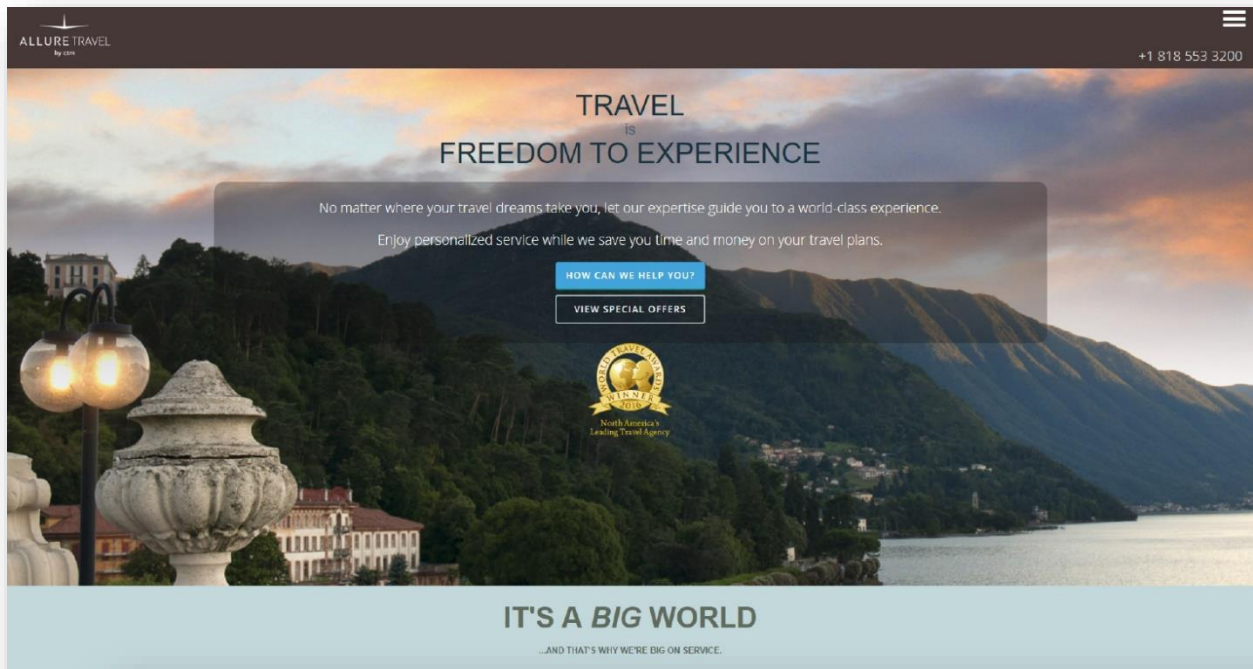 ALLURE TRAVEL
by ctm
+1 818 553 3200
TRAVEL
is
FREEDOM TO EXPERIENCE
No matter where your travel dreams take you, let our expertise guide you to a world-class experience.
Enjoy personalized service while we save you time and money on your travel plans.
HOW CAN WE HELP YOU?
VIEW SPECIAL OFFERS
WORLD TRAVEL AWARDS
WINNER
2016
North America's
Leading Travel Agency
IT'S A BIG WORLD
...AND THAT'S WHY WE'RE BIG ON SERVICE.